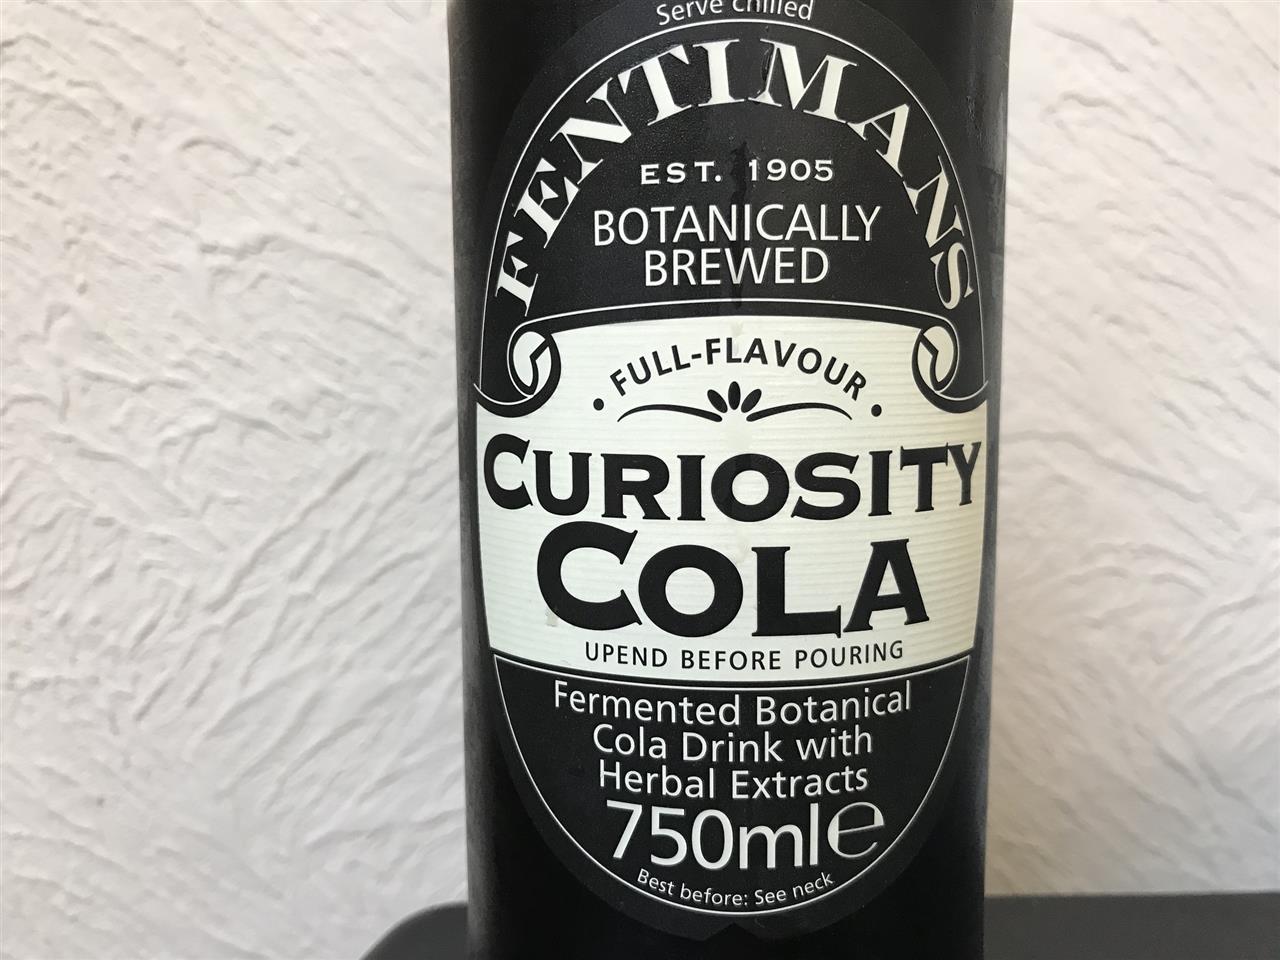 Serve chilled
FENTIMANS
EST. 1905
BOTANICALLY
BREWED
• FULL-FLAVOUR •
CURIOSITY
COLA
UPEND BEFORE POURING
Fermented Botanical
Cola Drink with
Herbal Extracts
750ml℮
Best before: See neck